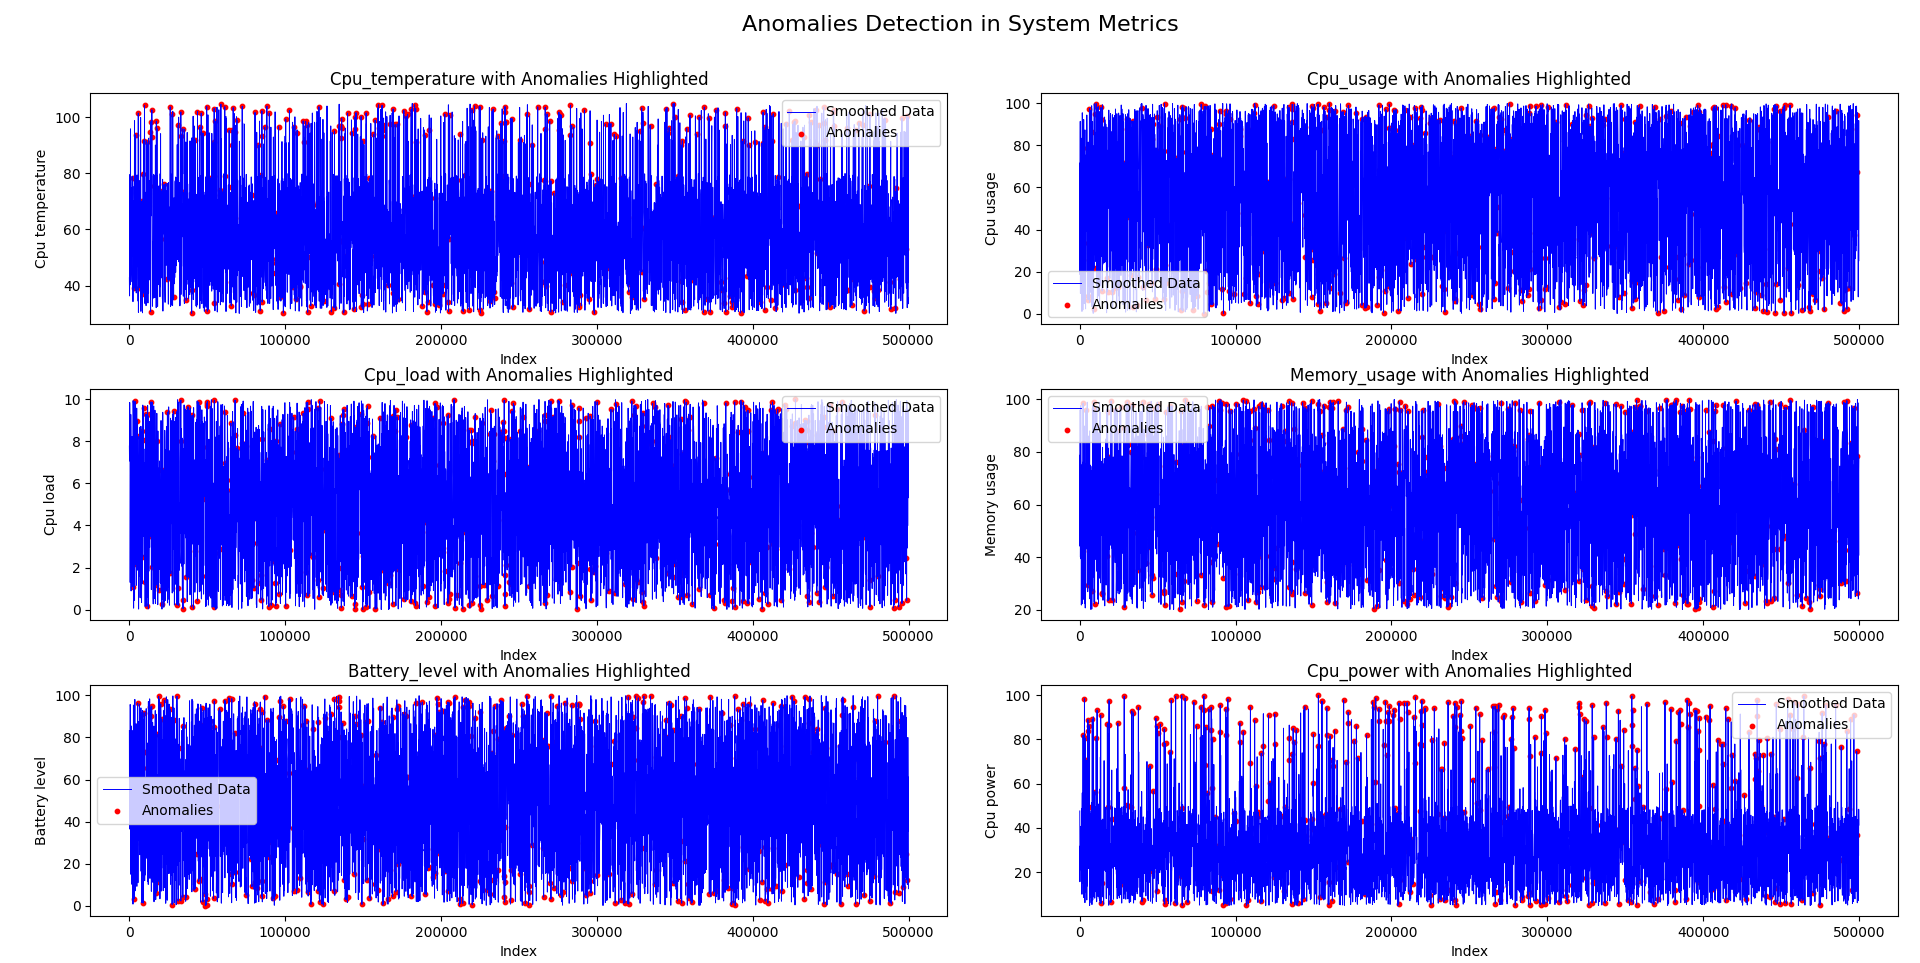 Anomalies Detection in System Metrics
Cpu_temperature with Anomalies Highlighted
Cpu temperature
100
80
60
40
Smoothed Data
Anomalies
0 100000 200000 300000 400000 500000
Index
Cpu_usage with Anomalies Highlighted
Cpu usage
100
80
60
40
20
0
Smoothed Data
Anomalies
0 100000 200000 300000 400000 500000
Index
Cpu_load with Anomalies Highlighted
Cpu load
10
8
6
4
2
0
Smoothed Data
Anomalies
0 100000 200000 300000 400000 500000
Index
Memory_usage with Anomalies Highlighted
Memory usage
100
80
60
40
20
Smoothed Data
Anomalies
0 100000 200000 300000 400000 500000
Index
Battery_level with Anomalies Highlighted
Battery level
100
80
60
40
20
0
Smoothed Data
Anomalies
0 100000 200000 300000 400000 500000
Index
Cpu_power with Anomalies Highlighted
Cpu power
100
80
60
40
20
Smoothed Data
Anomalies
0 100000 200000 300000 400000 500000
Index